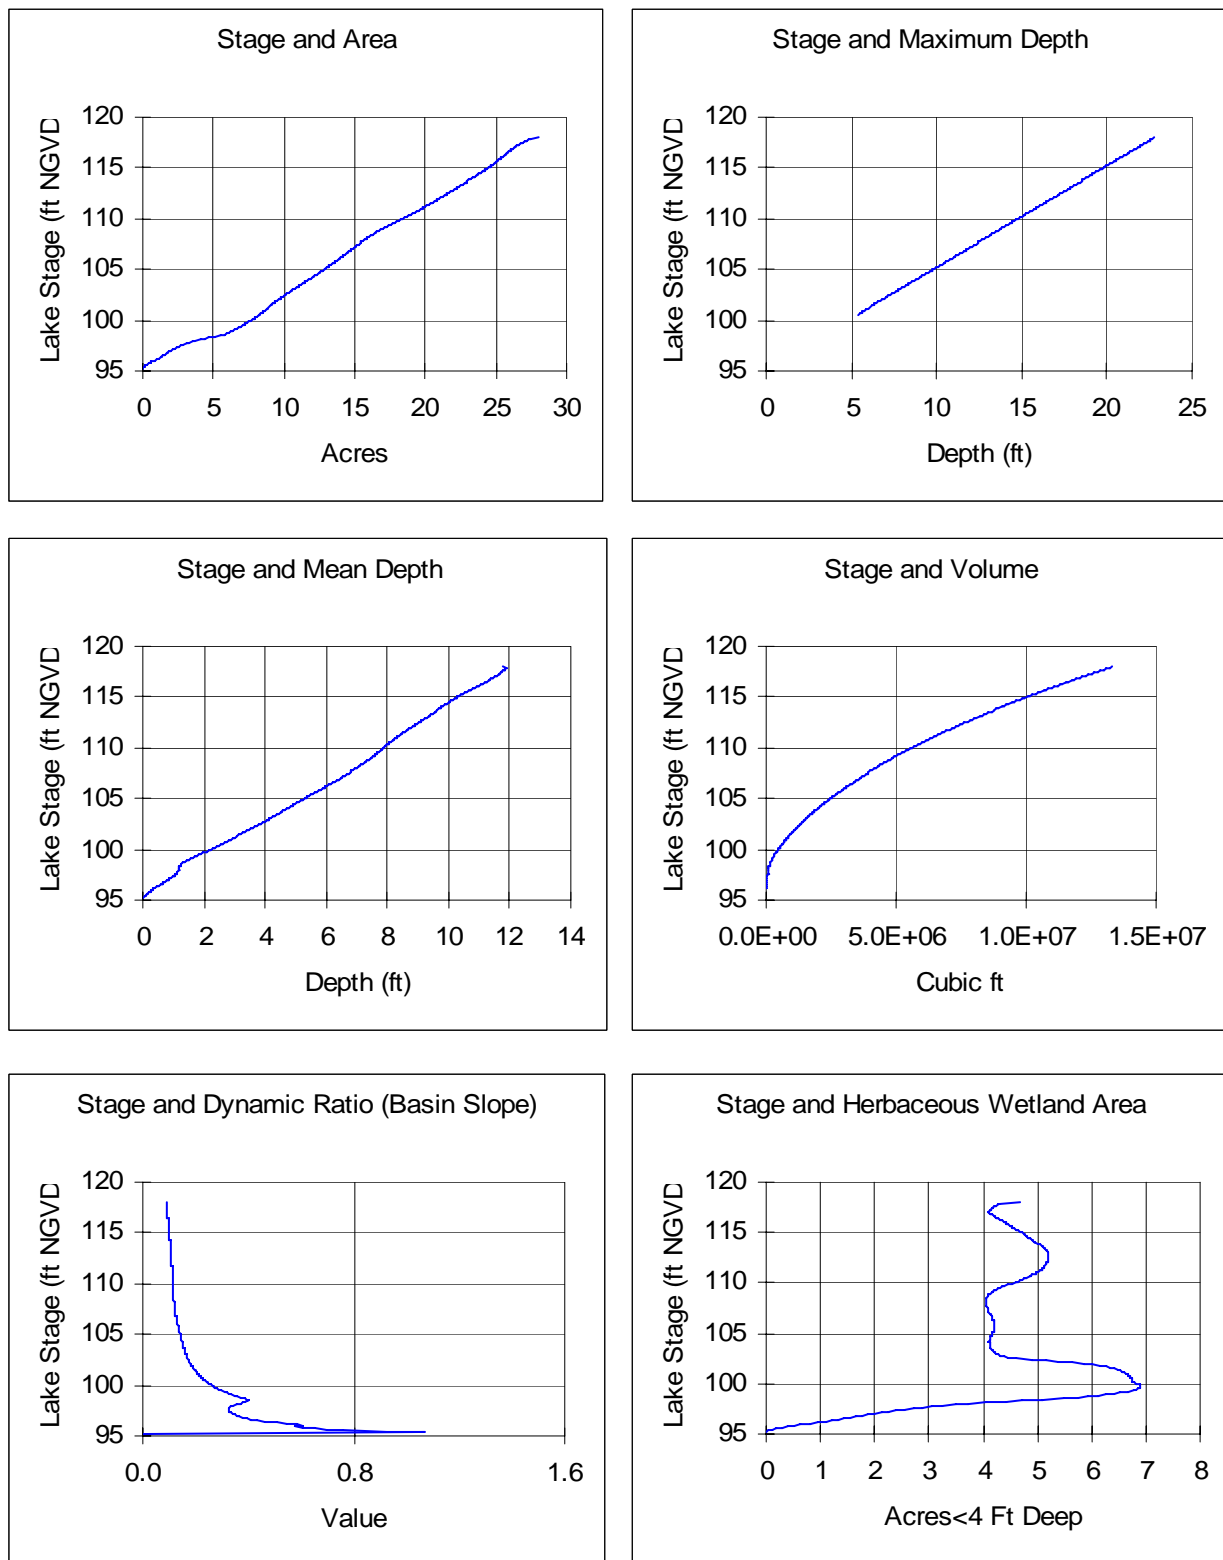 Stage and Area
Lake Stage (ft NGVD
120
115
110
105
100
95
0 5 10 15 20 25 30
Acres
Stage and Maximum Depth
Lake Stage (ft NGVD
120
115
110
105
100
95
0 5 10 15 20 25
Depth (ft)
Stage and Mean Depth
Lake Stage (ft NGVD
120
115
110
105
100
95
0 2 4 6 8 10 12 14
Depth (ft)
Stage and Volume
Lake Stage (ft NGVD
120
115
110
105
100
95
0.0E+00 5.0E+06 1.0E+07 1.5E+07
Cubic ft
Stage and Dynamic Ratio (Basin Slope)
Lake Stage (ft NGVD
120
115
110
105
100
95
0.0 0.8 1.6
Value
Stage and Herbaceous Wetland Area
Lake Stage (ft NGVD
120
115
110
105
100
95
0 1 2 3 4 5 6 7 8
Acres<4 Ft Deep